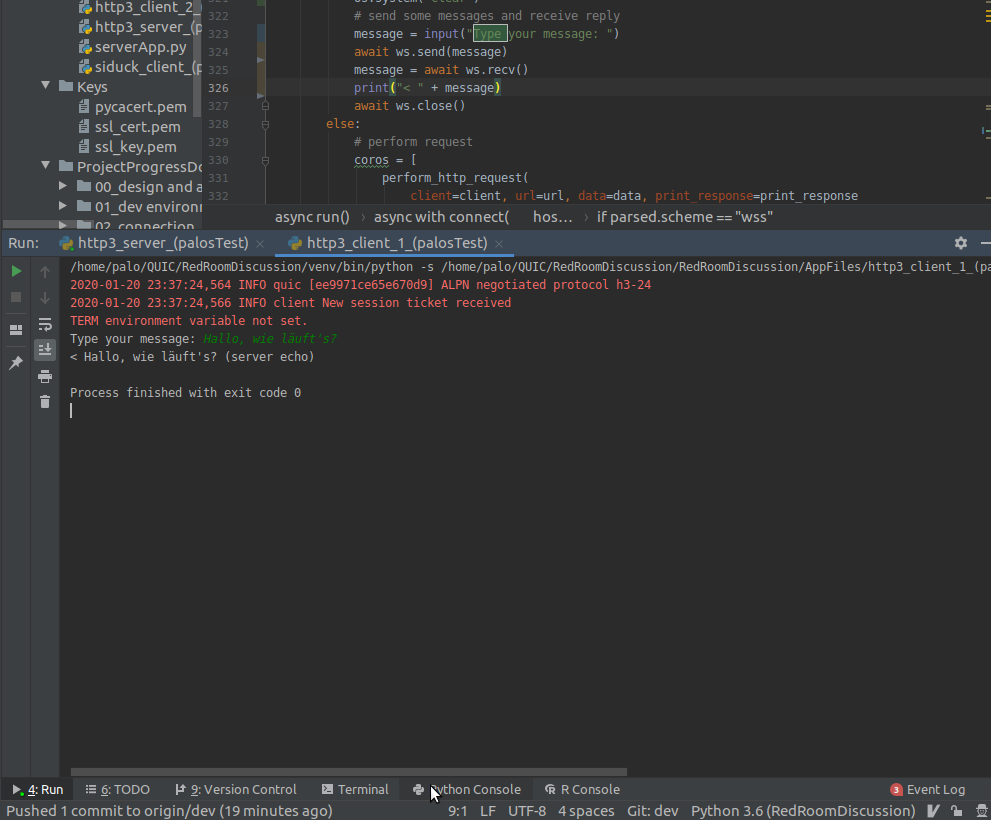 http3_client_2_
http3_server_(p
serverApp.py
siduck_client_(p
Keys
pycacert.pem
ssl_cert.pem
ssl_key.pem
ProjectProgressDo
00_design and a
01_dev environ
02_connection
322 # send some messages and receive reply
323 message = input("Type your message: ")
324 await ws.send(message)
325 message = await ws.recv()
326 print("< " + message)
327 await ws.close()
328 else:
329 # perform request
330 coros = [
331 perform_http_request(
332 client=client, url=url, data=data, print_response=print_response
async run() › async with connect( hos... › if parsed.scheme == "wss"
Run: http3_server_(palosTest) × http3_client_1_(palosTest) ×
/home/palo/QUIC/RedRoomDiscussion/venv/bin/python -s /home/palo/QUIC/RedRoomDiscussion/RedRoomDiscussion/AppFiles/http3_client_1_(pa
2020-01-20 23:37:24,564 INFO quic [ee9971ce65e670d9] ALPN negotiated protocol h3-24
2020-01-20 23:37:24,566 INFO client New session ticket received
TERM environment variable not set.
Type your message: Hallo, wie läuft's?
< Hallo, wie läuft's? (server echo)
Process finished with exit code 0
4: Run 6: TODO 9: Version Control Terminal Python Console R Console 3 Event Log
Pushed 1 commit to origin/dev (19 minutes ago) 9:1 LF UTF-8 4 spaces Git: dev Python 3.6 (RedRoomDiscussion)